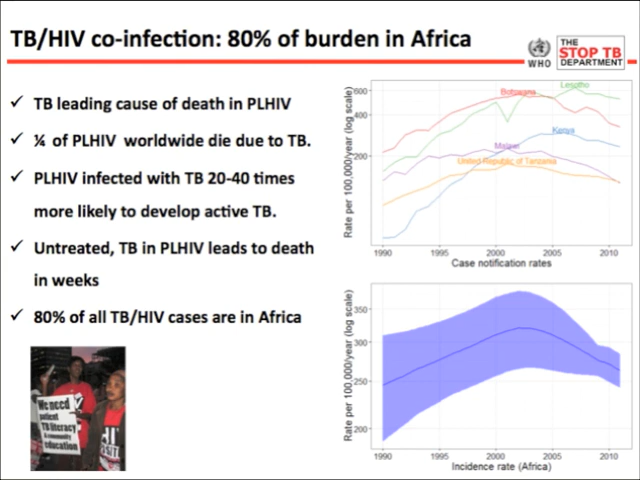 TB/HIV co-infection: 80% of burden in Africa
WHO
THE
STOP TB
DEPARTMENT
✓ TB leading cause of death in PLHIV
✓ ¼ of PLHIV worldwide die due to TB.
✓ PLHIV infected with TB 20-40 times
more likely to develop active TB.
✓ Untreated, TB in PLHIV leads to death
in weeks
✓ 80% of all TB/HIV cases are in Africa
We need
patient
TB literacy
& community
education
Rate per 100,000/year (log scale)
600
400
200
Lesotho
Botswana
Kenya
Malawi
United Republic of Tanzania
1990 1995 2000 2005 2010
Case notification rates
Rate per 100,000/year (log scale)
350
300
250
200
1990 1995 2000 2005 2010
Incidence rate (Africa)